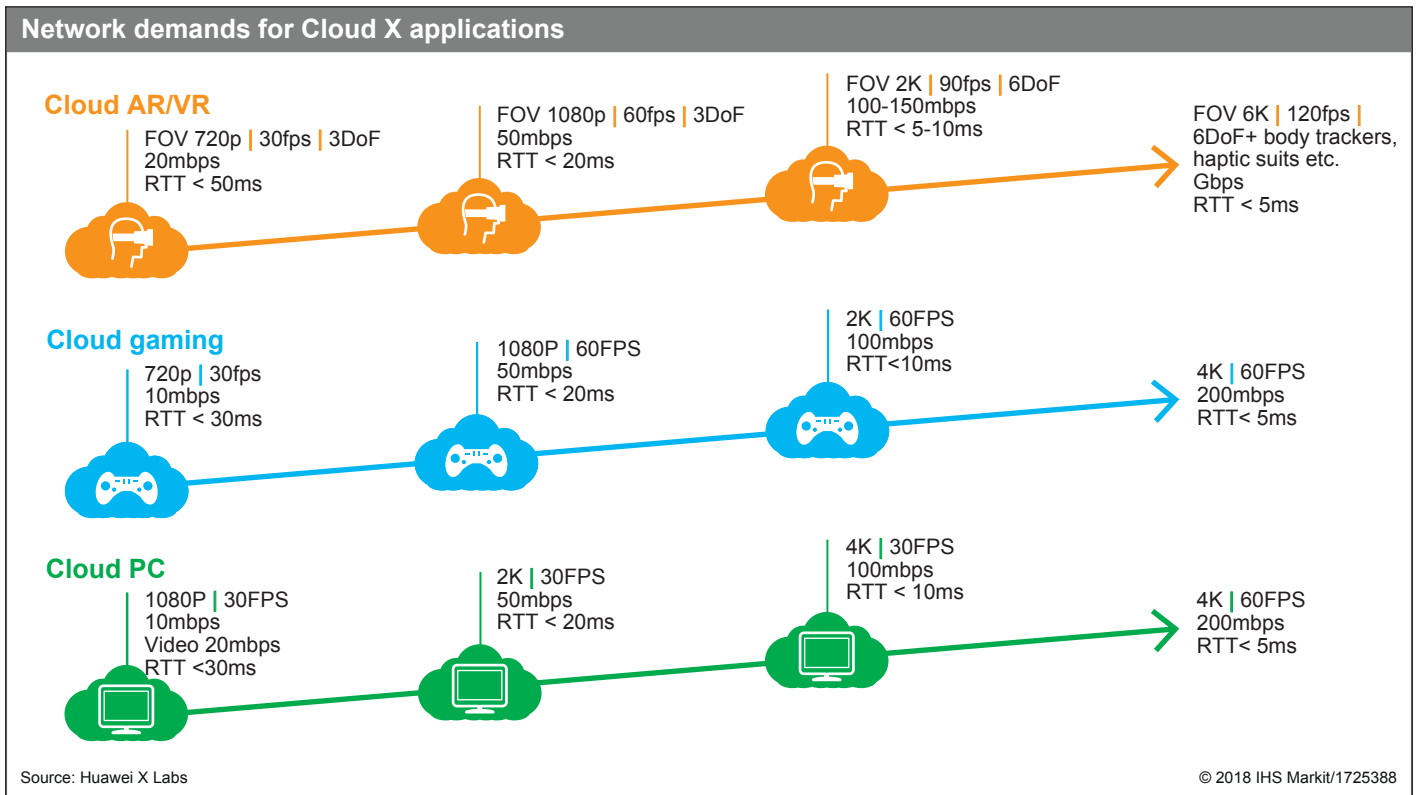 Network demands for Cloud X applications
Cloud AR/VR
FOV 720p | 30fps | 3DoF
20mbps
RTT < 50ms
FOV 1080p | 60fps | 3DoF
50mbps
RTT < 20ms
FOV 2K | 90fps | 6DoF
100-150mbps
RTT < 5-10ms
FOV 6K | 120fps |
6DoF+ body trackers,
haptic suits etc.
Gbps
RTT < 5ms
Cloud gaming
720p | 30fps
10mbps
RTT < 30ms
1080P | 60FPS
50mbps
RTT < 20ms
2K | 60FPS
100mbps
RTT<10ms
4K | 60FPS
200mbps
RTT< 5ms
Cloud PC
1080P | 30FPS
10mbps
Video 20mbps
RTT <30ms
2K | 30FPS
50mbps
RTT < 20ms
4K | 30FPS
100mbps
RTT < 10ms
4K | 60FPS
200mbps
RTT< 5ms
Source: Huawei X Labs
© 2018 IHS Markit/1725388